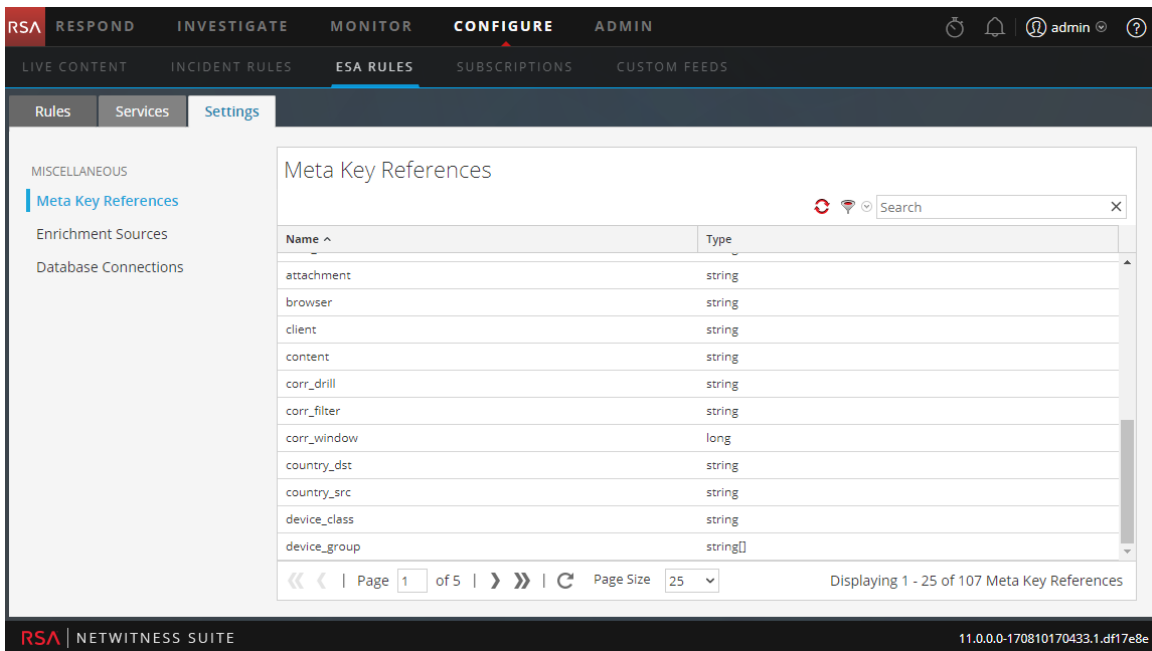 RSA RESPOND INVESTIGATE MONITOR CONFIGURE ADMIN admin
LIVE CONTENT INCIDENT RULES ESA RULES SUBSCRIPTIONS CUSTOM FEEDS
Rules Services Settings
MISCELLANEOUS
Meta Key References
Enrichment Sources
Database Connections
Meta Key References
Search
Name Type
attachment string
browser string
client string
content string
corr_drill string
corr_filter string
corr_window long
country_dst string
country_src string
device_class string
device_group string[]
Page 1 of 5 Page Size 25 Displaying 1 - 25 of 107 Meta Key References
RSA NETWITNESS SUITE 11.0.0.0-170810170433.1.df17e8e